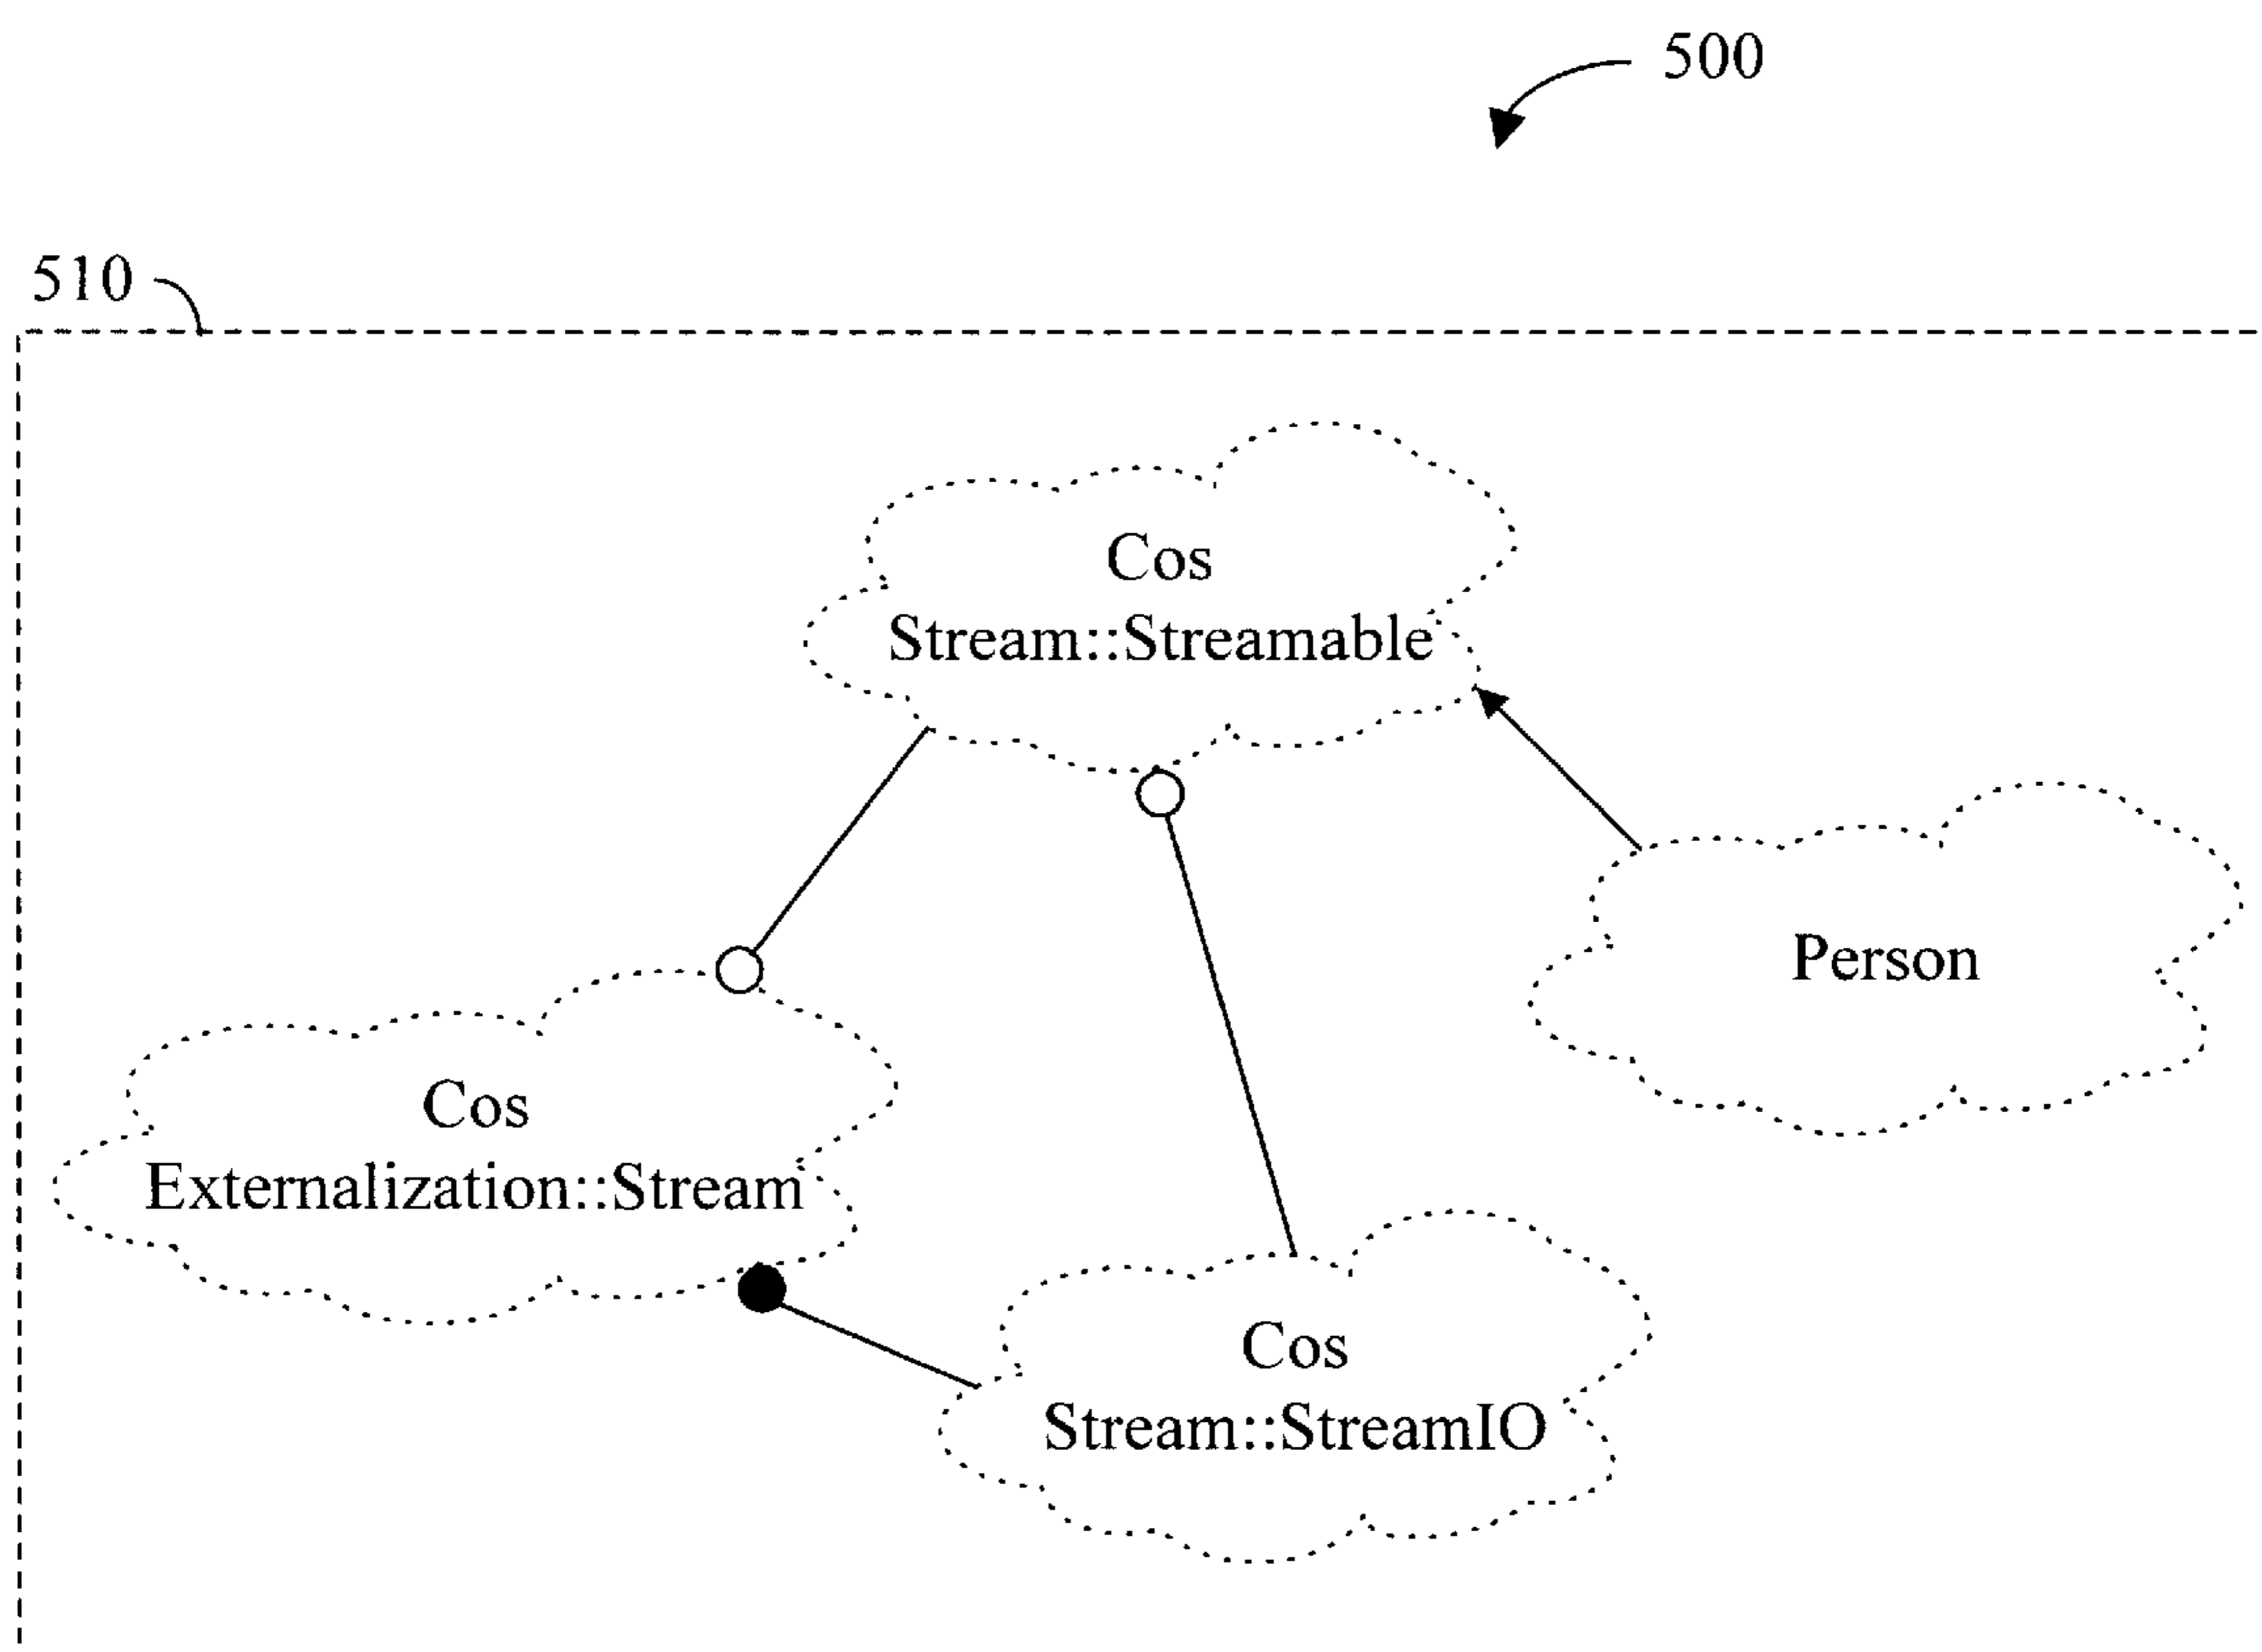 500
510
Cos
Stream::Streamable
Person
Cos
Externalization::Stream
Cos
Stream::StreamIO